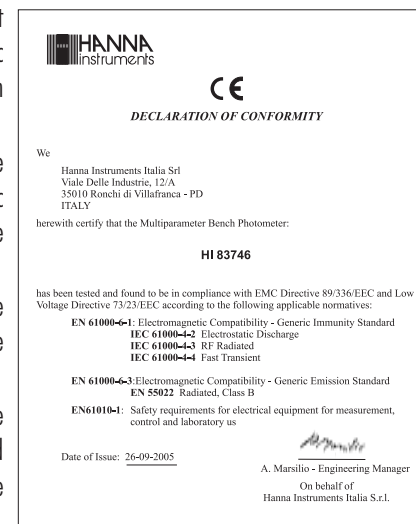 HANNA
instruments
CE
DECLARATION OF CONFORMITY
We
Hanna Instruments Italia Srl
Viale Delle Industrie, 12/A
35010 Ronchi di Villafranca - PD
ITALY
herewith certify that the Multiparameter Bench Photometer:
HI 83746
has been tested and found to be in compliance with EMC Directive 89/336/EEC and Low
Voltage Directive 73/23/EEC according to the following applicable normatives:
EN 61000-6-1: Electromagnetic Compatibility - Generic Immunity Standard
IEC 61000-4-2 Electrostatic Discharge
IEC 61000-4-3 RF Radiated
IEC 61000-4-4 Fast Transient
EN 61000-6-3:Electromagnetic Compatibility - Generic Emission Standard
EN 55022 Radiated, Class B
EN61010-1: Safety requirements for electrical equipment for measurement,
control and laboratory us
Date of Issue: 26-09-2005
A. Marsilio - Engineering Manager
On behalf of
Hanna Instruments Italia S.r.l.